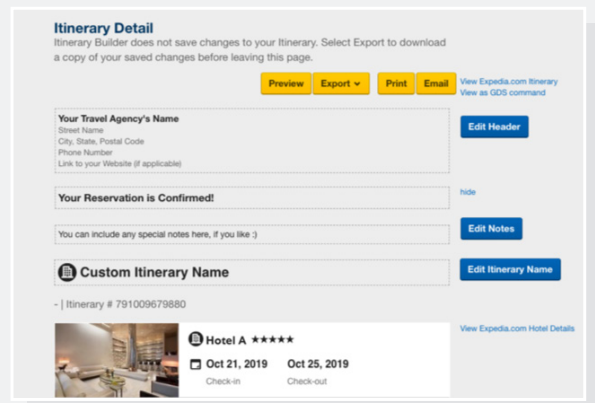 Itinerary Detail
Itinerary Builder does not save changes to your Itinerary. Select Export to download
a copy of your saved changes before leaving this page.
Preview Export Print Email
View Expedia.com Itinerary
View as GDS command
Your Travel Agency's Name
Street Name
City, State, Postal Code
Phone Number
Link to your Website (if applicable)
Edit Header
Your Reservation is Confirmed!
hide
You can include any special notes here, if you like :)
Edit Notes
Custom Itinerary Name
Edit Itinerary Name
- | Itinerary # 791009679880
Hotel A ★★★★★
View Expedia.com Hotel Details
Oct 21, 2019 Oct 25, 2019
Check-in Check-out